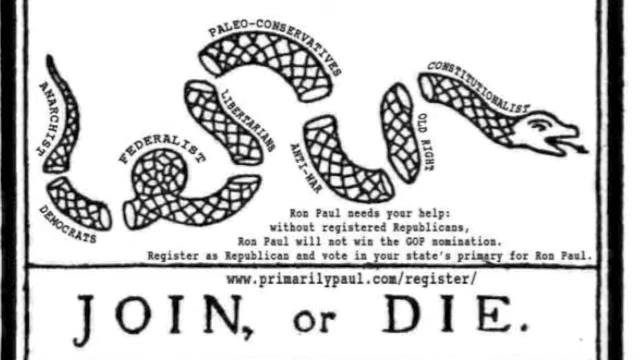 PALEO-CONSERVATIVES
CONSTITUTIONALIST
ANARCHIST
LIBERTARIANS
FEDERALIST
OLD RIGHT
ANTI-WAR
DEMOCRATS
Ron Paul needs your help:
without registered Republicans,
Ron Paul will not win the GOP nomination.
Register as Republican and vote in your state's primary for Ron Paul.
www.primarilypaul.com/register/
JOIN, or DIE.